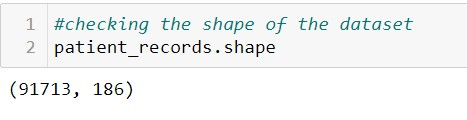 1 #checking the shape of the dataset
2 patient_records.shape
(91713, 186)